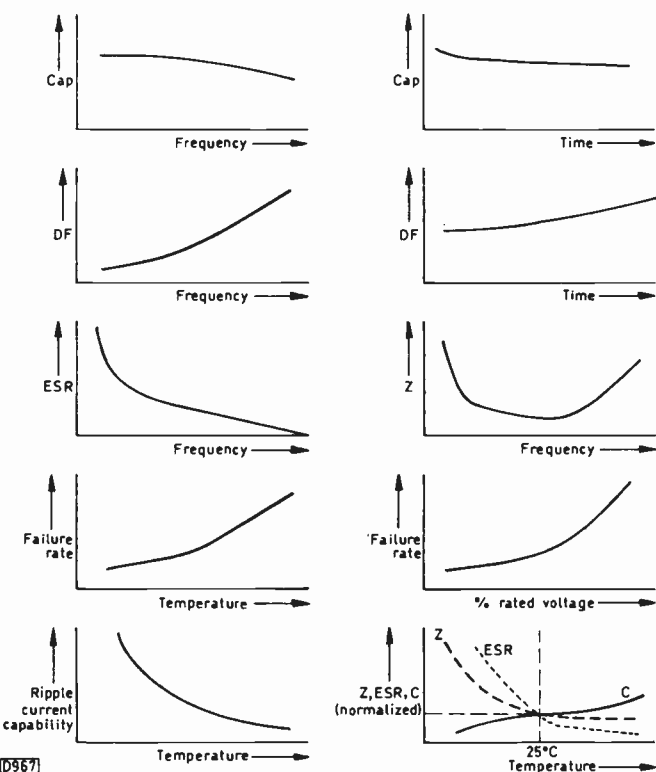 Cap
Frequency
Cap
Time
DF
Frequency
DF
Time
ESR
Frequency
Z
Frequency
Failure
rate
Temperature
Failure
rate
% rated voltage
Ripple
current
capability
Temperature
Z, ESR, C
(normalized)
Z
ESR
C
25°C
Temperature
D967